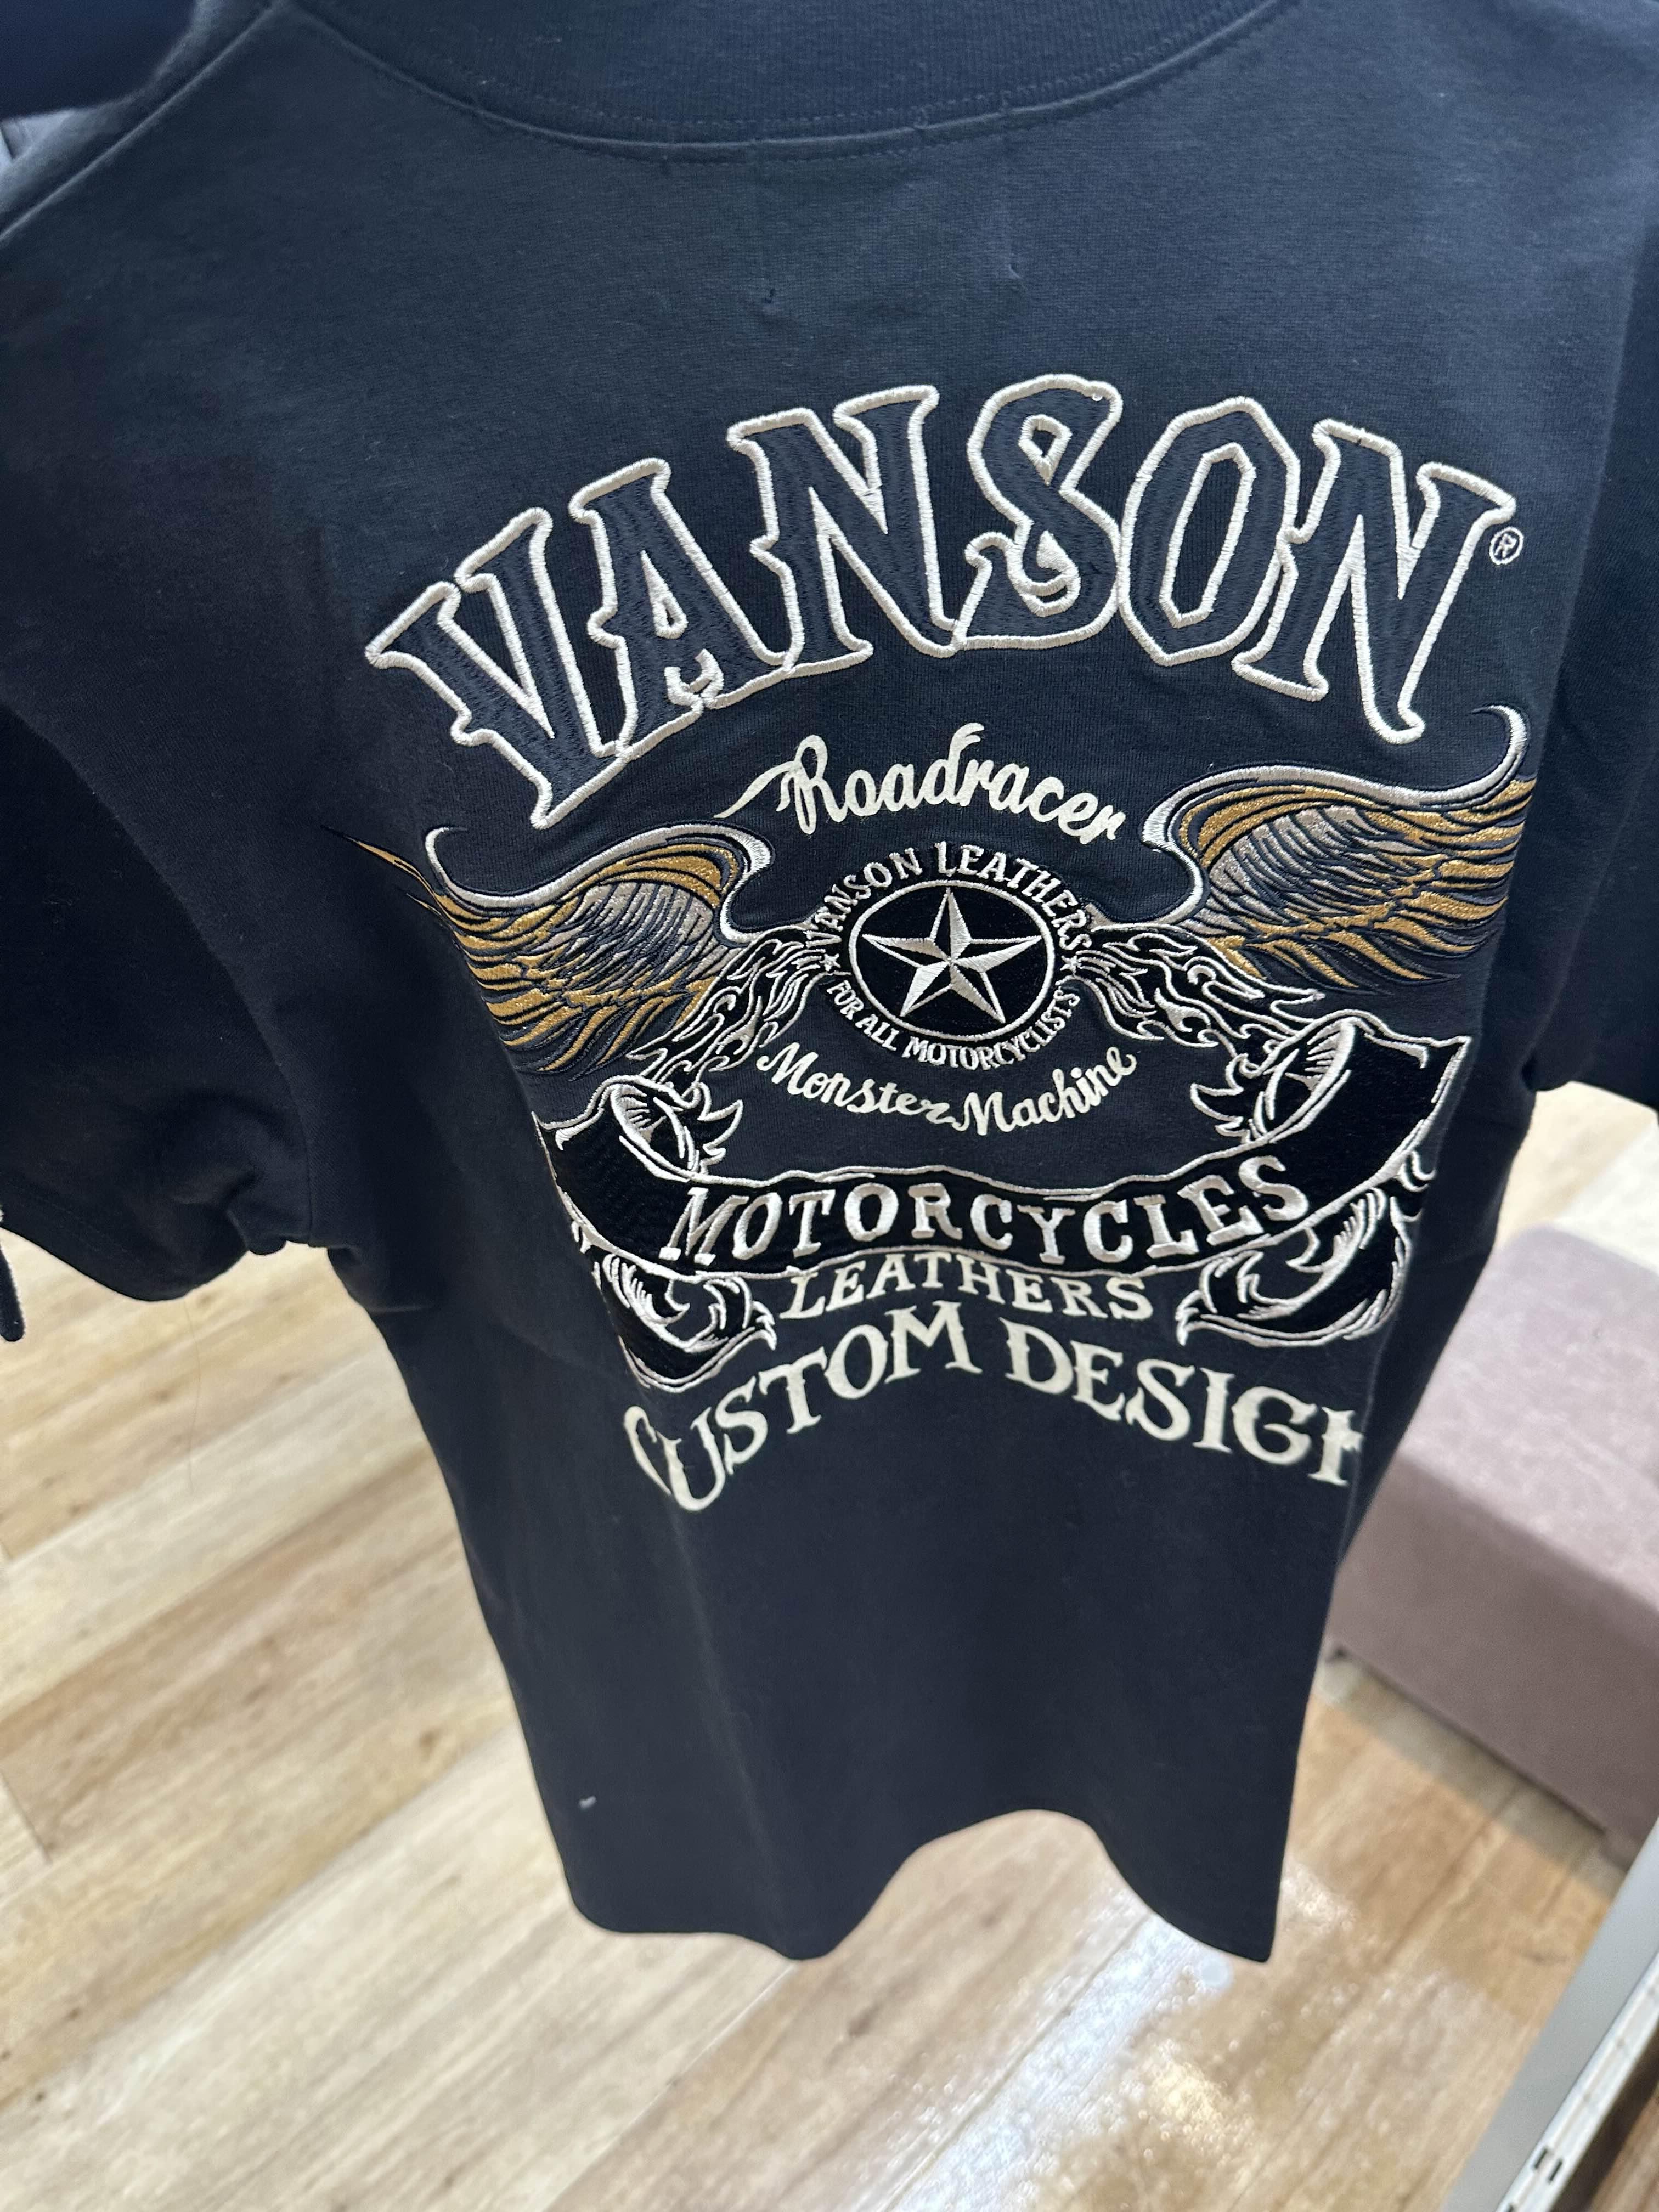 VANSON®
Roadracer
VANSON LEATHERS
FOR ALL MOTORCYCLISTS
Monster Machine
MOTORCYCLES
LEATHERS
CUSTOM DESIGN